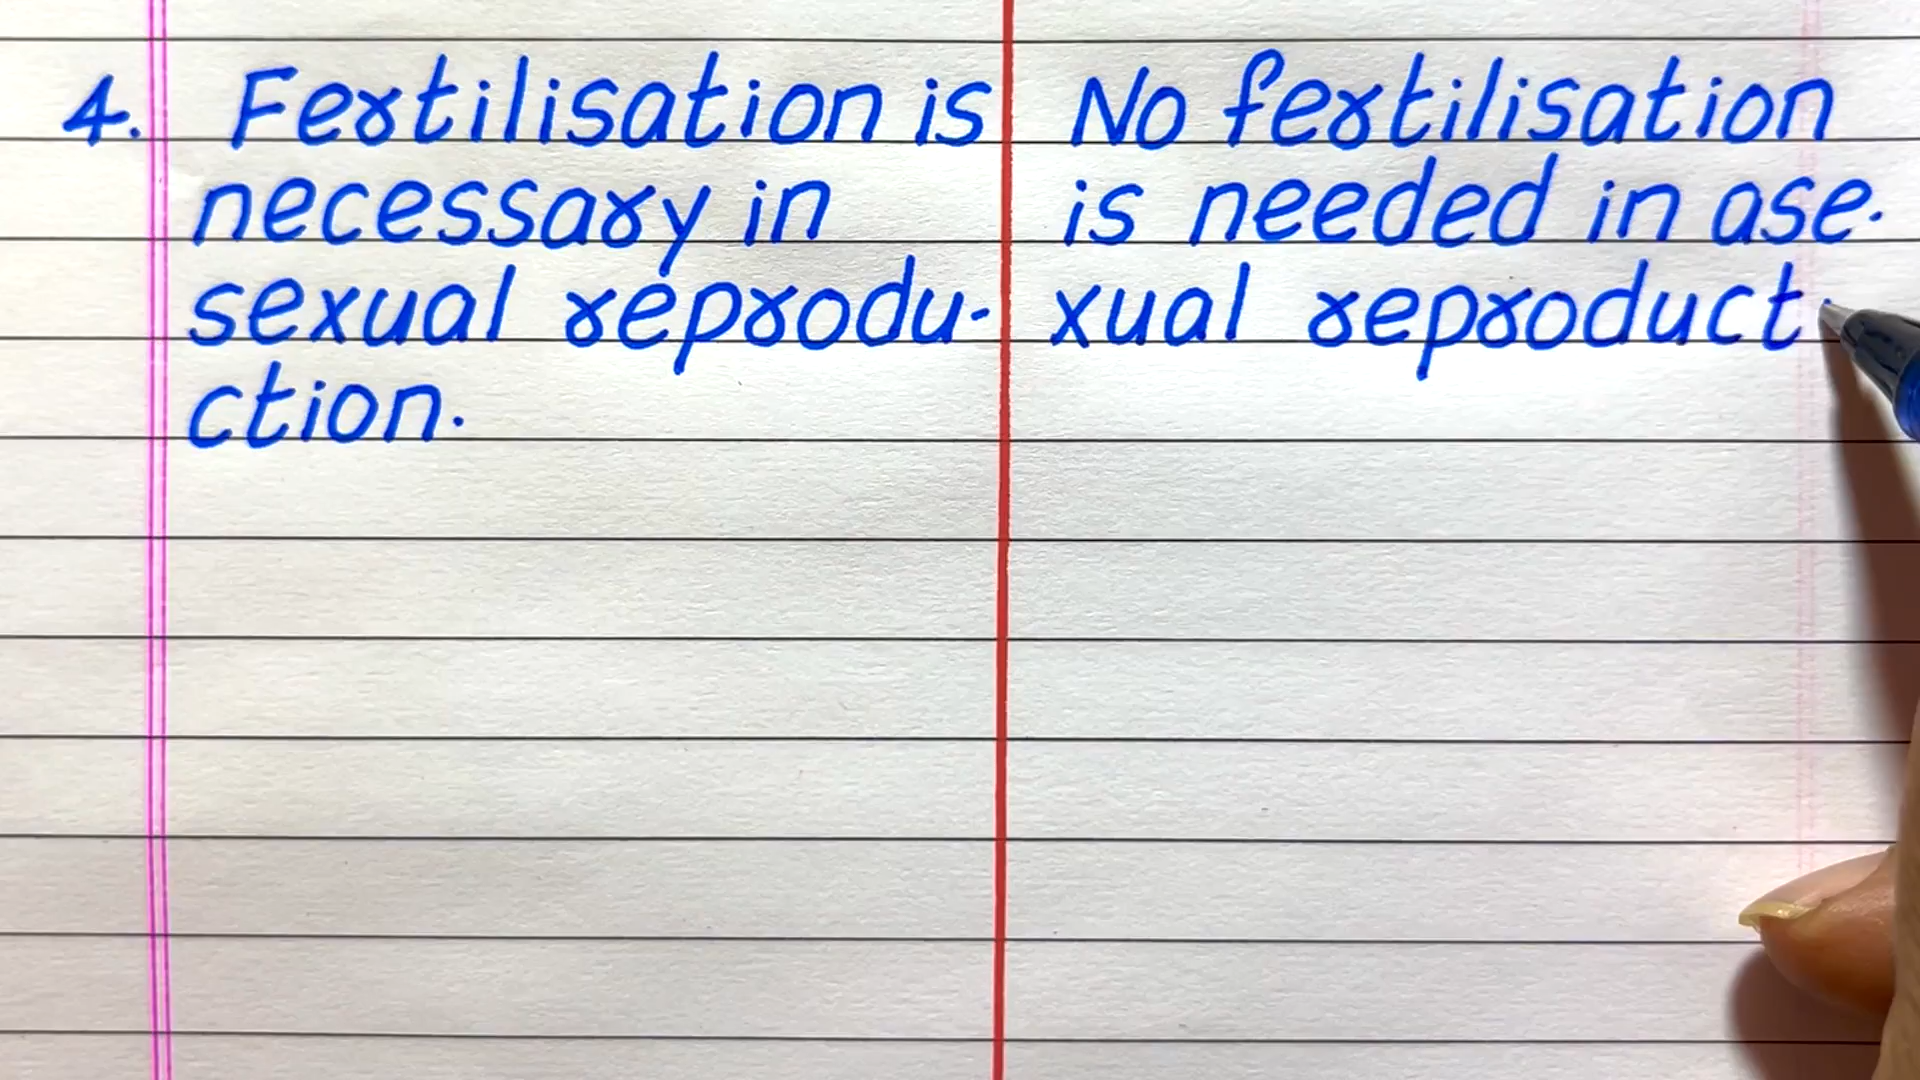 4. Fertilisation is
necessary in
sexual reprodu-
ction.
No fertilisation
is needed in ase-
xual reproduct